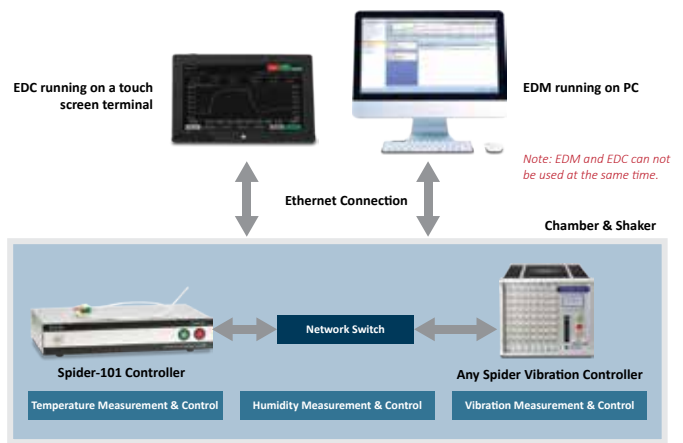 EDC running on a touch
screen terminal
EDM running on PC
Note: EDM and EDC can not
be used at the same time.
Ethernet Connection
Chamber & Shaker
Network Switch
Spider-101 Controller
Any Spider Vibration Controller
Temperature Measurement & Control
Humidity Measurement & Control
Vibration Measurement & Control